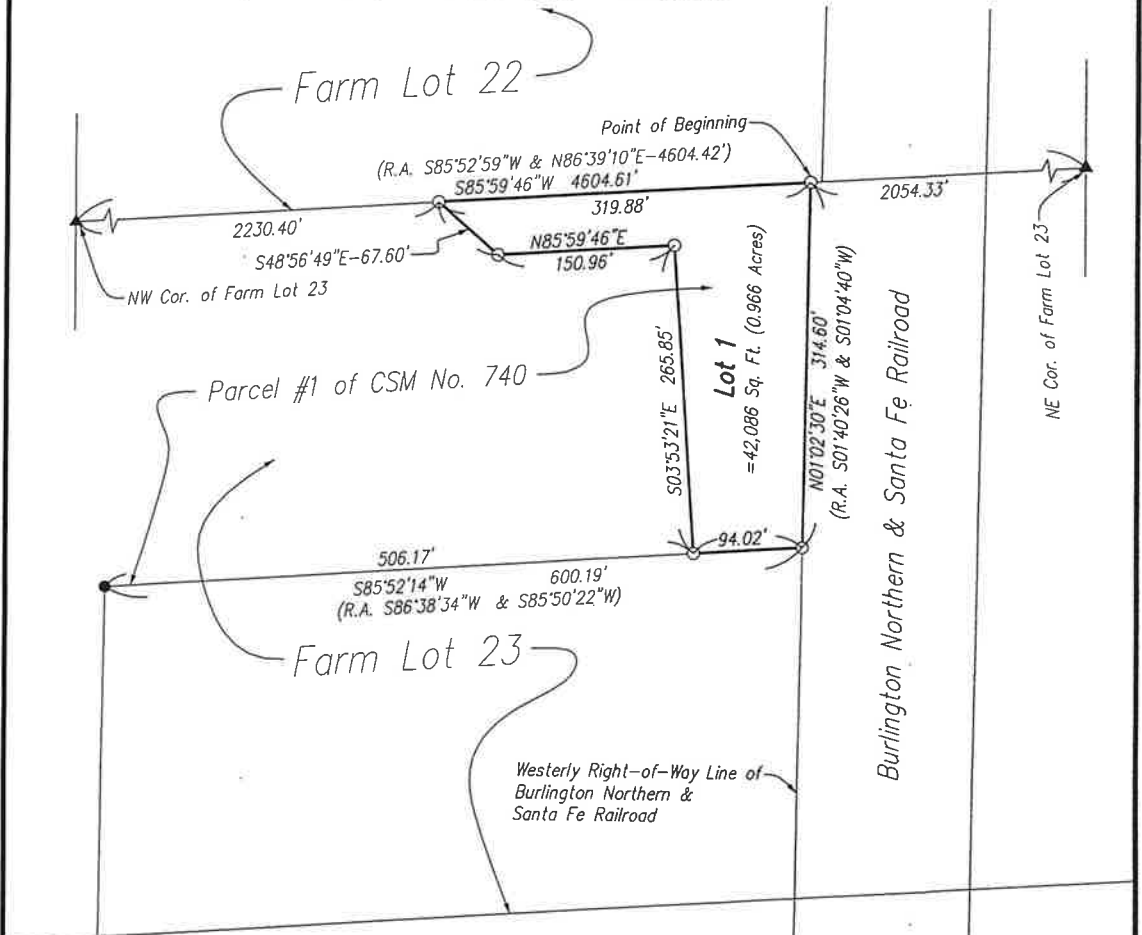 Farm Lot 22
Point of Beginning
(R.A. S85°52'59"W & N86°39'10"E-4604.42')
S85°59'46"W 4604.61'
2054.33'
319.88'
2230.40'
N85°59'46"E
S48°56'49"E-67.60'
150.96'
NW Cor. of Farm Lot 23
NE Cor. of Farm Lot 23
Parcel #1 of CSM No. 740
S03°53'21"E 265.85'
Lot 1
=42,086 Sq. Ft. (0.966 Acres)
N01°02'30"E 314.60'
(R.A. S01°40'26"W & S01°04'40"W)
Burlington Northern & Santa Fe Railroad
94.02'
506.17'
S85°52'14"W 600.19'
(R.A. S86°38'34"W & S85°50'22"W)
Farm Lot 23
Westerly Right-of-Way Line of
Burlington Northern &
Santa Fe Railroad